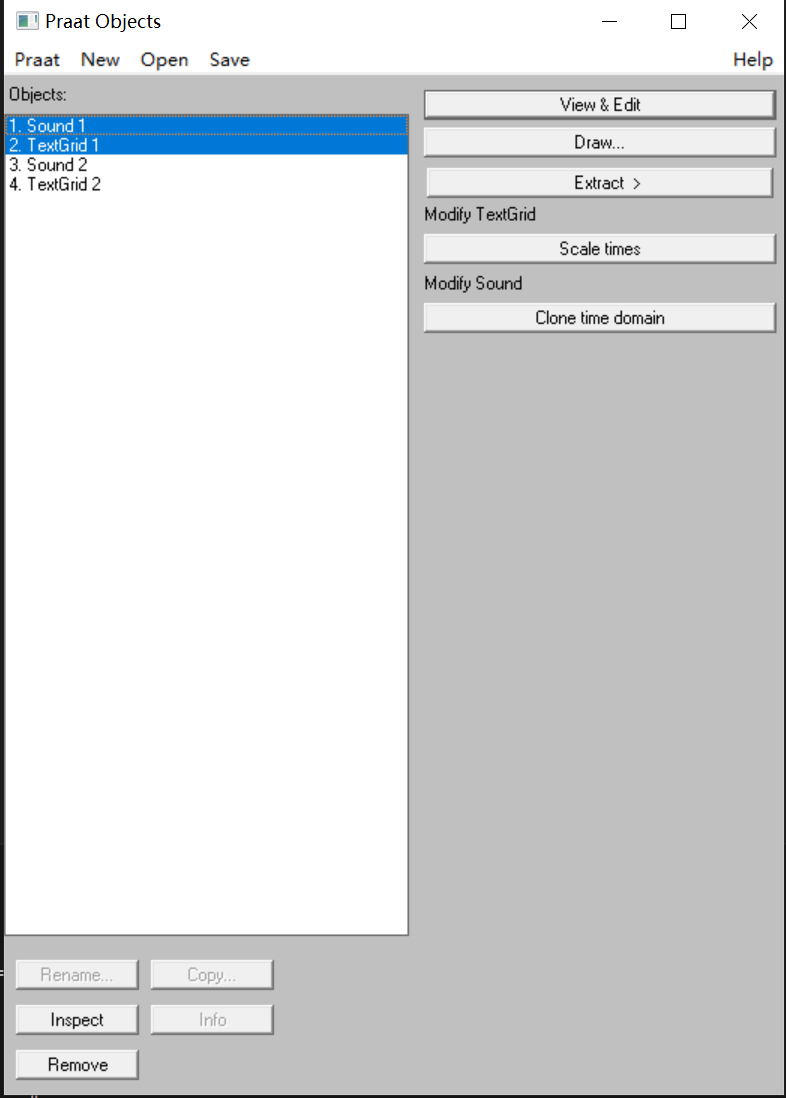 Praat Objects
Praat New Open Save Help
Objects:
1. Sound 1
2. TextGrid 1
3. Sound 2
4. TextGrid 2
View & Edit
Draw...
Extract >
Modify TextGrid
Scale times
Modify Sound
Clone time domain
Rename... Copy...
Inspect Info
Remove